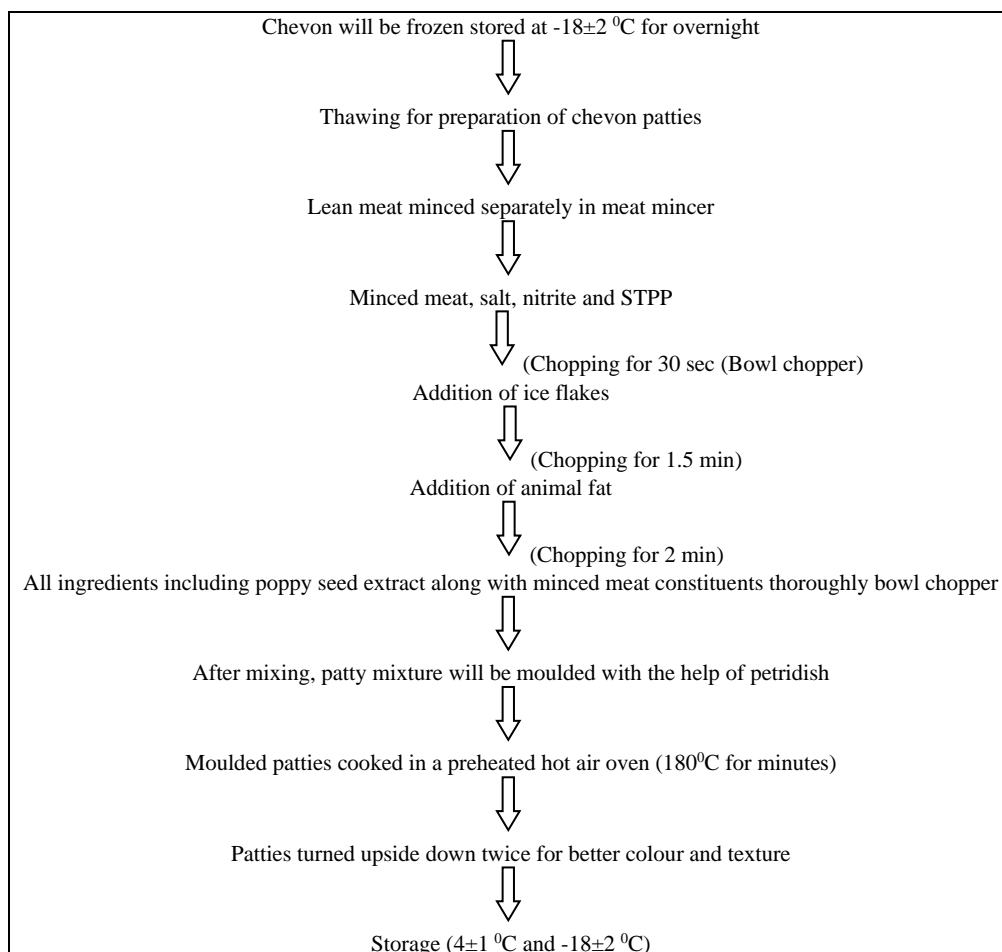 Chevon will be frozen stored at -18±2 ⁰C for overnight
Thawing for preparation of chevon patties
Lean meat minced separately in meat mincer
Minced meat, salt, nitrite and STPP
(Chopping for 30 sec (Bowl chopper)
Addition of ice flakes
(Chopping for 1.5 min)
Addition of animal fat
(Chopping for 2 min)
All ingredients including poppy seed extract along with minced meat constituents thoroughly bowl chopper
After mixing, patty mixture will be moulded with the help of petridish
Moulded patties cooked in a preheated hot air oven (180⁰C for minutes)
Patties turned upside down twice for better colour and texture
Storage (4±1 ⁰C and -18±2 ⁰C)